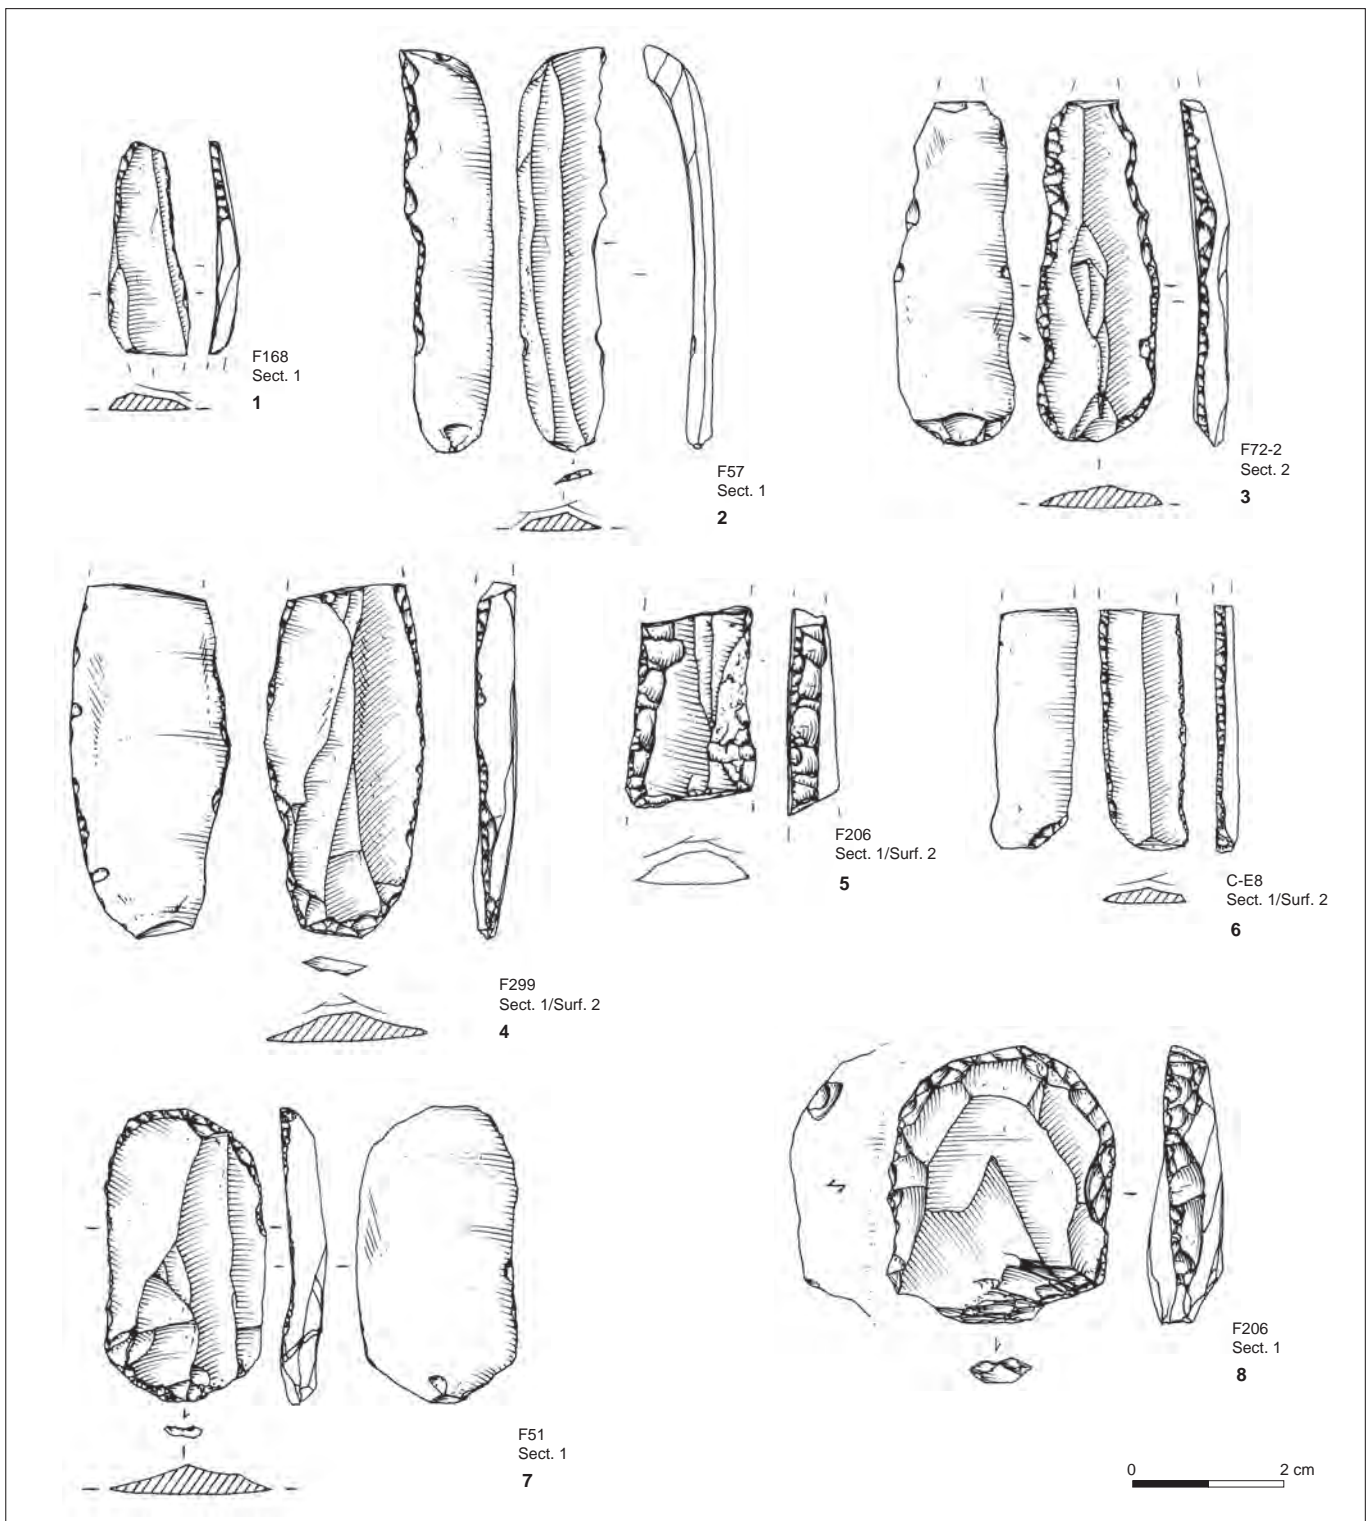 F168
Sect. 1
1
F57
Sect. 1
2
F72-2
Sect. 2
3
F299
Sect. 1/Surf. 2
4
F206
Sect. 1/Surf. 2
5
C-E8
Sect. 1/Surf. 2
6
F51
Sect. 1
7
F206
Sect. 1
8
0 2 cm